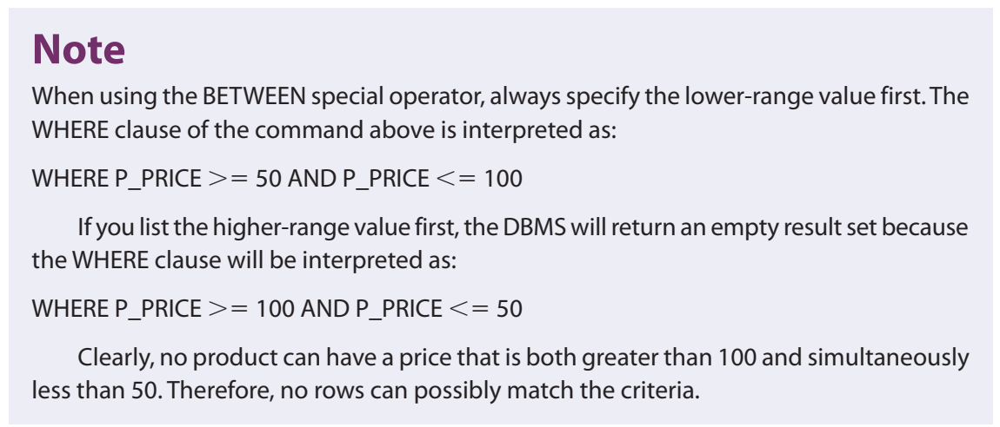 Note
When using the BETWEEN special operator, always specify the lower-range value first. The
WHERE clause of the command above is interpreted as:
WHERE P_PRICE >= 50 AND P_PRICE <= 100
If you list the higher-range value first, the DBMS will return an empty result set because
the WHERE clause will be interpreted as:
WHERE P_PRICE >= 100 AND P_PRICE <= 50
Clearly, no product can have a price that is both greater than 100 and simultaneously
less than 50. Therefore, no rows can possibly match the criteria.